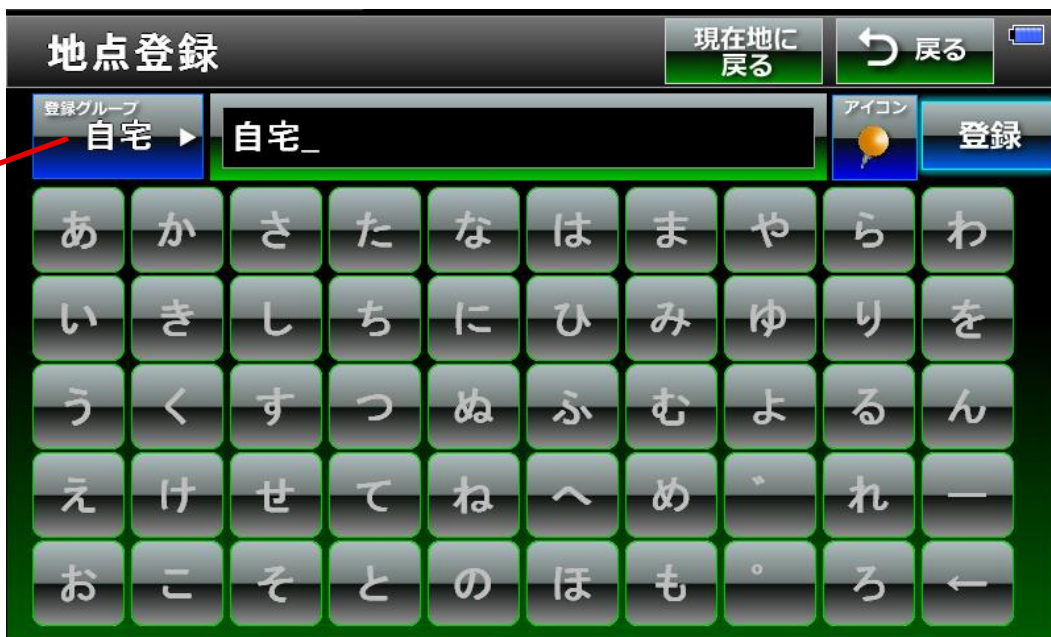 地点登録
現在地に
戻る
戻る
登録グループ
自宅
自宅_
アイコン
登録
あ か さ た な は ま や ら わ
い き し ち に ひ み ゆ り を
う く す つ ぬ ふ む よ る ん
え け せ て ね へ め ゛ れ ー
お こ そ と の ほ も ゜ ろ ←